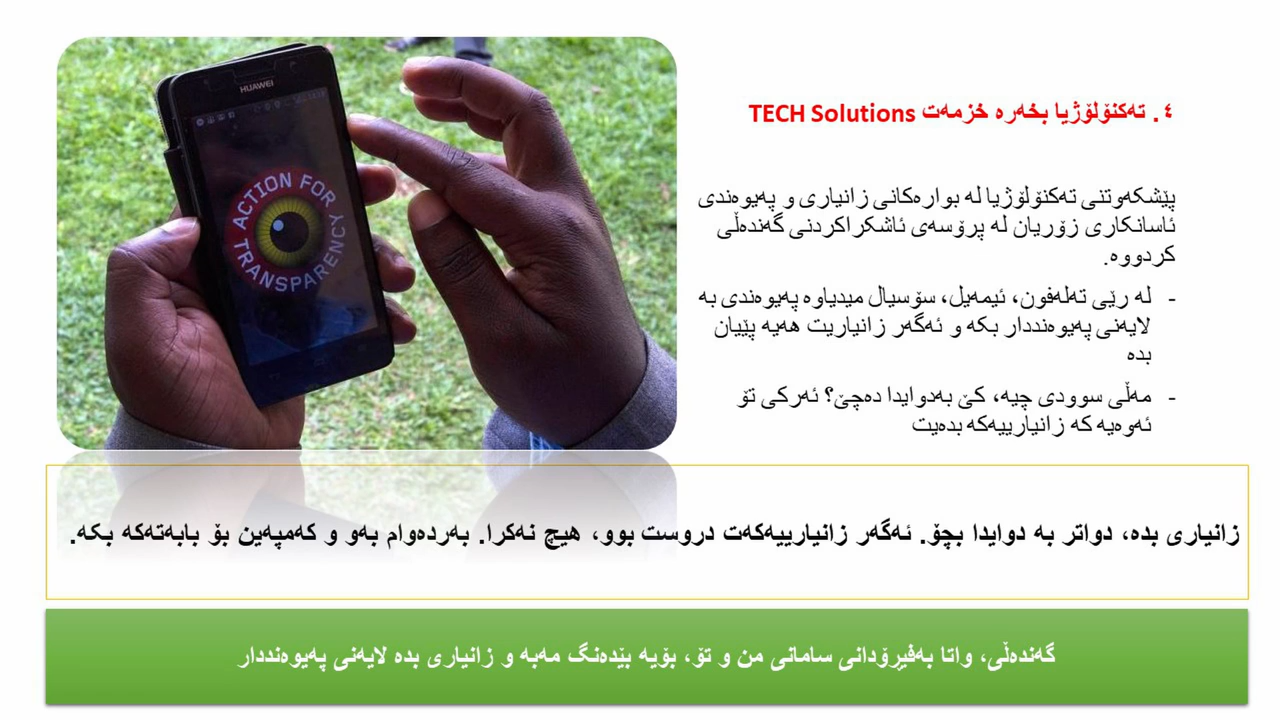 HUAWEI
ACTION FOR
TRANSPARENCY
٤. تەکنۆلۆژیا بخەرە خزمەت TECH Solutions
پێشکەوتنی تەکنۆلۆژیا لە بوارەکانی زانیاری و پەیوەندی
ئاسانکاری زۆریان لە پرۆسەی ئاشکراکردنی گەندەڵی
کردووە.
- لە رێی تەلەفون، ئیمەیل، سۆسیال میدیاوە پەیوەندی بە
لایەنی پەیوەنددار بکە و ئەگەر زانیاریت هەیە پێیان
بدە
- مەڵی سوودی چیە، کێ بەدوایدا دەچێ؟ ئەرکی تۆ
ئەوەیە کە زانیارییەکە بدەیت
زانیاری بدە، دواتر بە دوایدا بچۆ. ئەگەر زانیارییەکەت دروست بوو، هیچ نەکرا. بەردەوام بەو و کەمپەین بۆ بابەتەکە بکە.
گەندەڵی، واتا بەفیڕۆدانی سامانی من و تۆ، بۆیە بێدەنگ مەبە و زانیاری بدە لایەنی پەیوەنددار